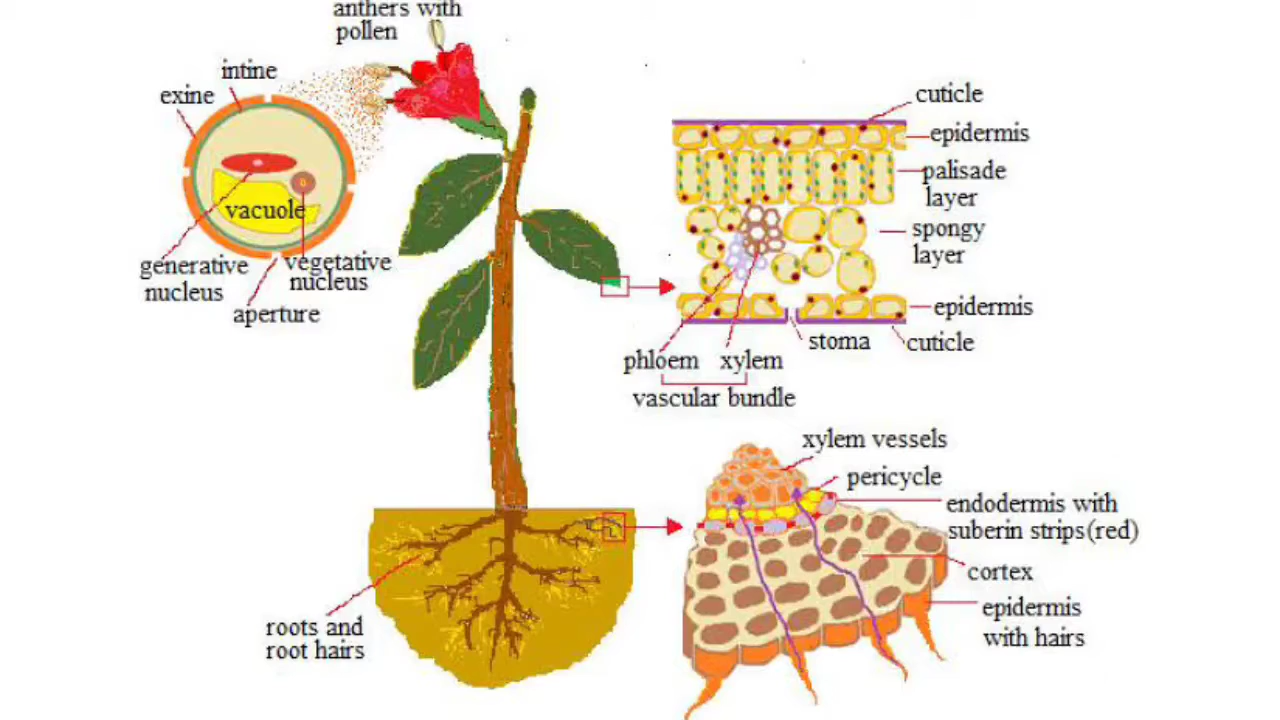 anthers with
pollen
intine
exine
vacuole
generative
nucleus
vegetative
nucleus
aperture
cuticle
epidermis
palisade
layer
spongy
layer
epidermis
stoma
cuticle
phloem xylem
vascular bundle
xylem vessels
pericycle
endodermis with
suberin strips(red)
cortex
epidermis
with hairs
roots and
root hairs